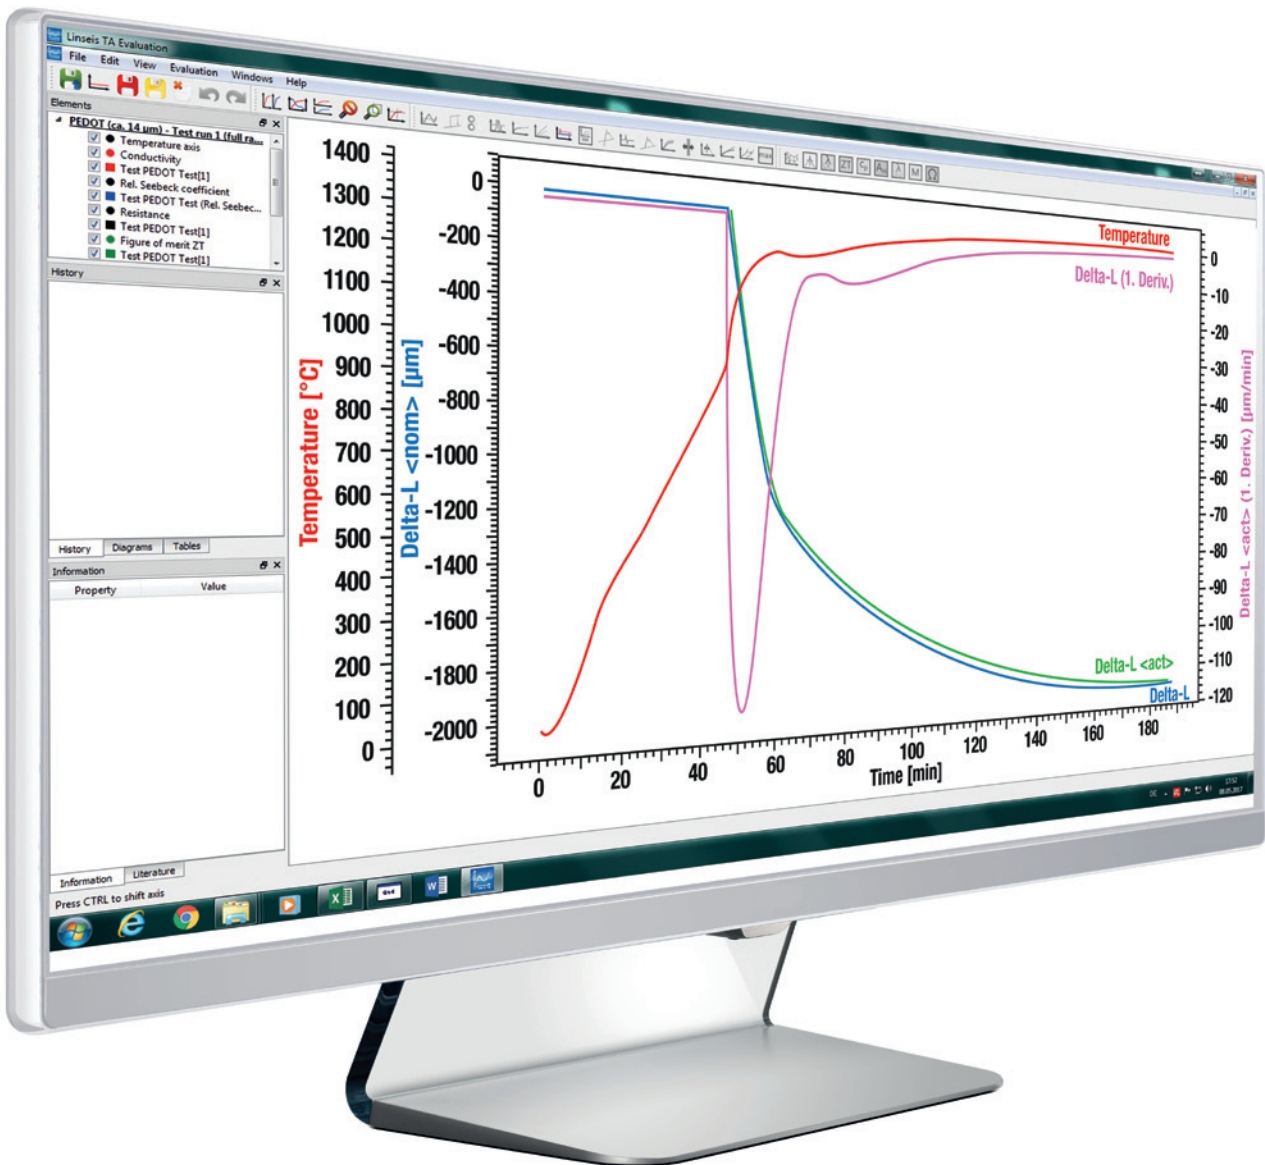 Linseis TA Evaluation
File Edit View Evaluation Windows Help
Elements
PEDOT (ca. 14 µm) - Test run 1 (full ra...
Temperature axis
Conductivity
Test PEDOT Test[1]
Rel. Seebeck coefficient
Test PEDOT Test (Rel. Seebec...
Resistance
Test PEDOT Test[1]
Figure of merit ZT
Test PEDOT Test[1]
History
History Diagrams Tables
Information
Property Value
Information Literature
Press CTRL to shift axis
Temperature [°C]
1400
1300
1200
1100
1000
900
800
700
600
500
400
300
200
100
0
Delta-L <nom> [µm]
0
-200
-400
-600
-800
-1000
-1200
-1400
-1600
-1800
-2000
Temperature
Delta-L (1. Deriv.)
Delta-L <act>
Delta-L
0
-10
-20
-30
-40
-50
-60
-70
-80
-90
-100
-110
-120
Delta-L <act> (1. Deriv.) [µm/min]
0 20 40 60 80 100 120 140 160 180
Time [min]
DE
17:52
08.05.2017